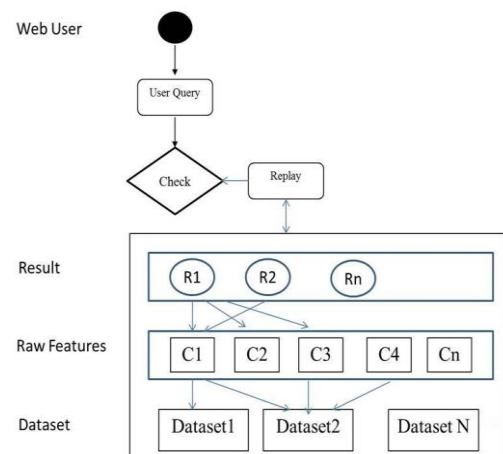 Web User
User Query
Check
Replay
Result
R1 R2 Rn
Raw Features
C1 C2 C3 C4 Cn
Dataset
Dataset1 Dataset2 Dataset N